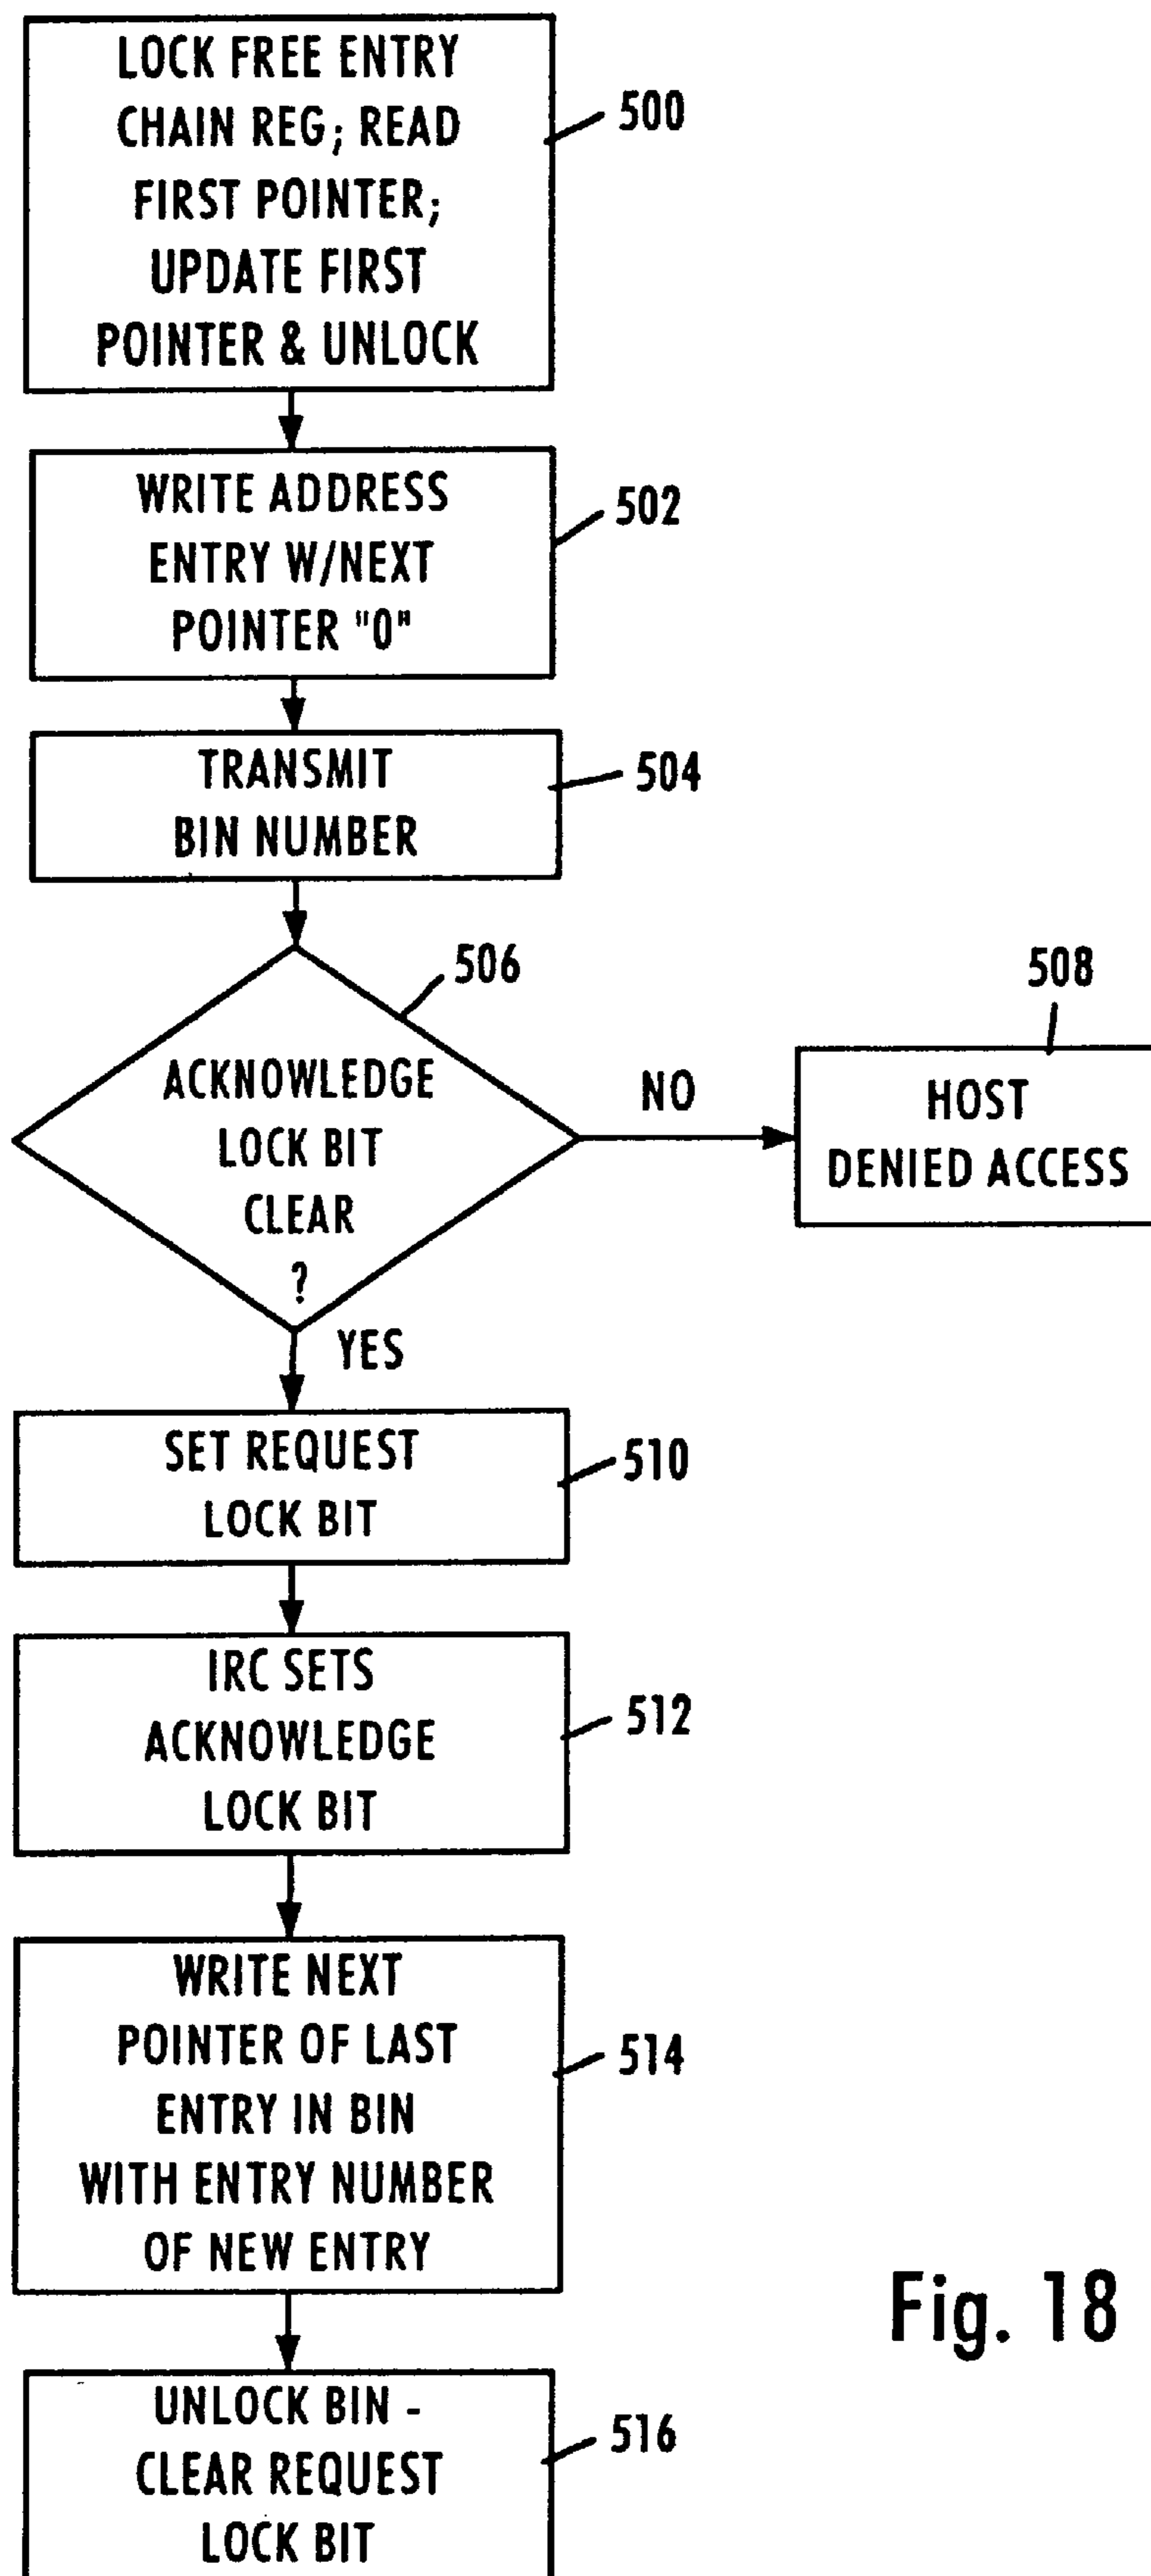 LOCK FREE ENTRY
CHAIN REG; READ
FIRST POINTER;
UPDATE FIRST
POINTER & UNLOCK
500
WRITE ADDRESS
ENTRY W/NEXT
POINTER "0"
502
TRANSMIT
BIN NUMBER
504
506
ACKNOWLEDGE
LOCK BIT
CLEAR
?
NO
508
HOST
DENIED ACCESS
YES
SET REQUEST
LOCK BIT
510
IRC SETS
ACKNOWLEDGE
LOCK BIT
512
WRITE NEXT
POINTER OF LAST
ENTRY IN BIN
WITH ENTRY NUMBER
OF NEW ENTRY
514
UNLOCK BIN -
CLEAR REQUEST
LOCK BIT
516
Fig. 18